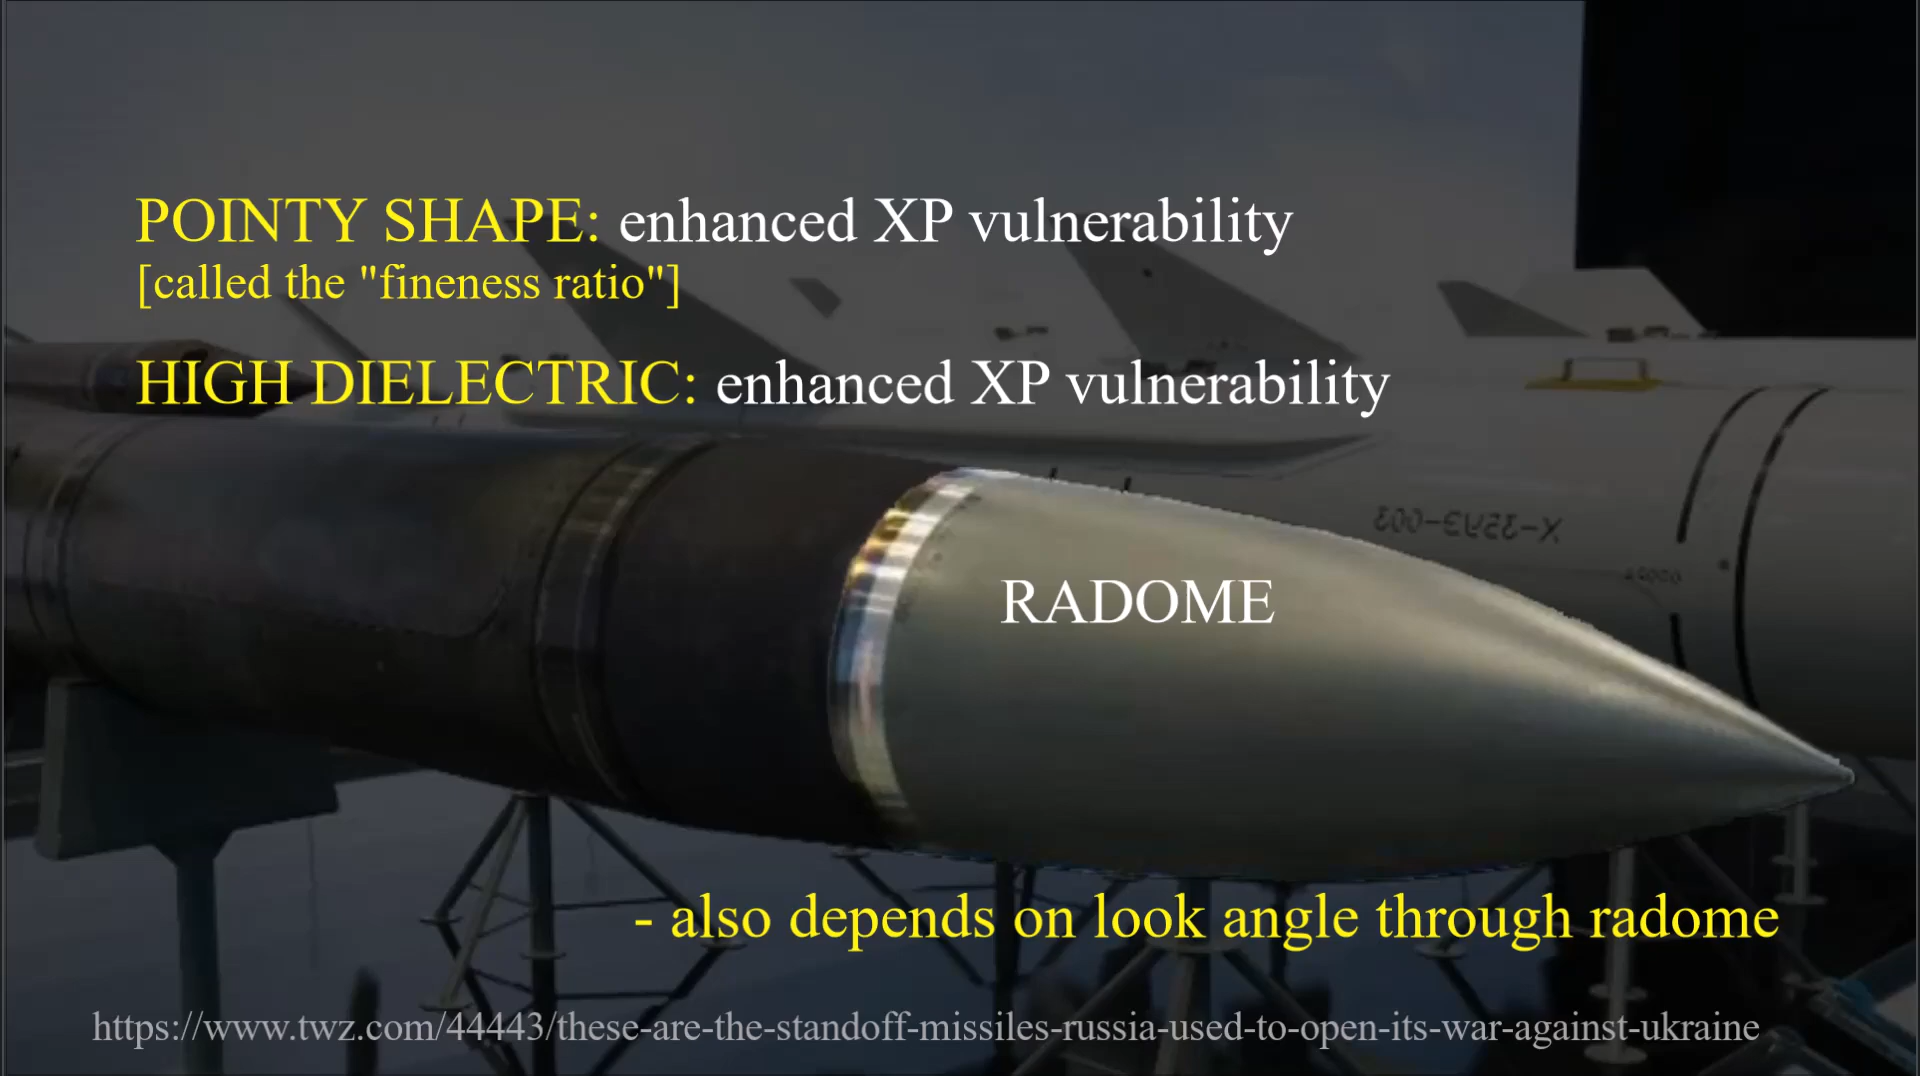 POINTY SHAPE: enhanced XP vulnerability
[called the "fineness ratio"]
HIGH DIELECTRIC: enhanced XP vulnerability
RADOME
- also depends on look angle through radome
https://www.twz.com/44443/these-are-the-standoff-missiles-russia-used-to-open-its-war-against-ukraine